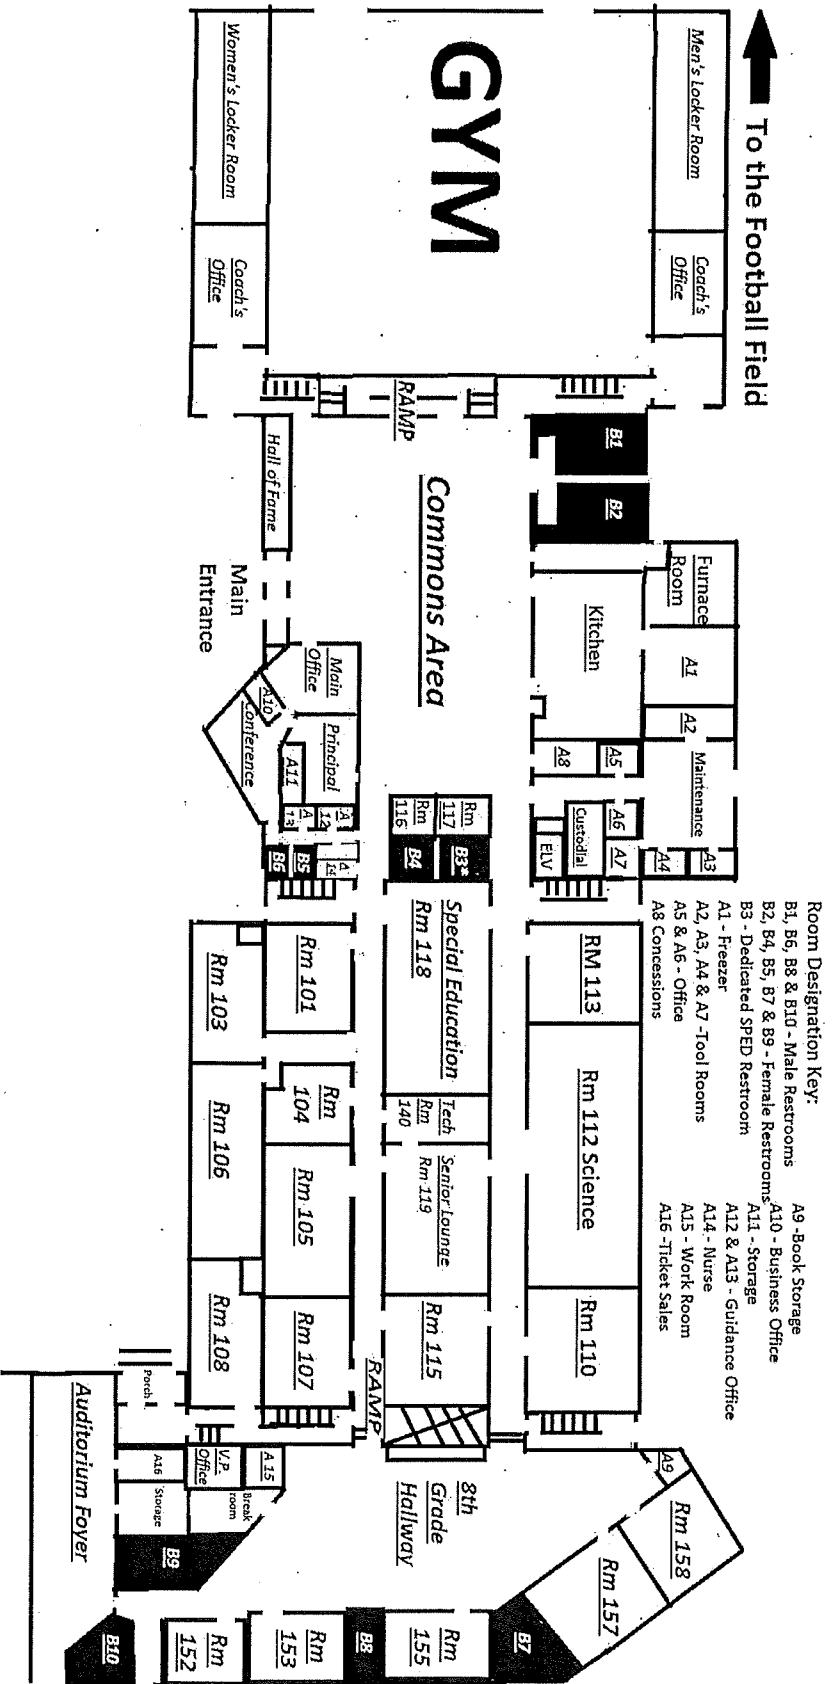 To the Football Field
Men's Locker Room
Coach's
Office
GYM
Women's Locker Room
Coach's
Office
RAMP
B1
B2
Commons Area
Hall of Fame
Main
Entrance
Furnace
Room
Kitchen
A1
A2
Maintenance
A8
A5
A6
A7
Custodial
ELV
A4
A3
Main
Office
A10
Conference
Principal
A11
A
12
A
13
A
14
B6
B5
Rm
116
Rm
117
B4
B3
Room Designation Key:
B1, B6, B8 & B10 - Male Restrooms
B2, B4, B5, B7 & B9 - Female Restrooms
B3 - Dedicated SPED Restroom
A1 - Freezer
A2, A3, A4 & A7 -Tool Rooms
A5 & A6 - Office
A8 Concessions
A9 -Book Storage
A10 - Business Office
A11 - Storage
A12 & A13 - Guidance Office
A14 - Nurse
A15 - Work Room
A16 -Ticket Sales
RM 113
Rm 112 Science
Rm 110
Special Education
Rm 118
Tech
Rm
140
Senior Lounge
Rm 119
Rm 115
Rm 101
Rm
104
Rm 105
Rm 107
Rm 103
Rm 106
Rm 108
RAMP
Porch
Auditorium Foyer
A16
Storage
V.P.
Office
A 15
Break
room
B9
B10
8th
Grade
Hallway
A9
Rm 158
Rm 157
B7
Rm
155
B8
Rm
153
Rm
152